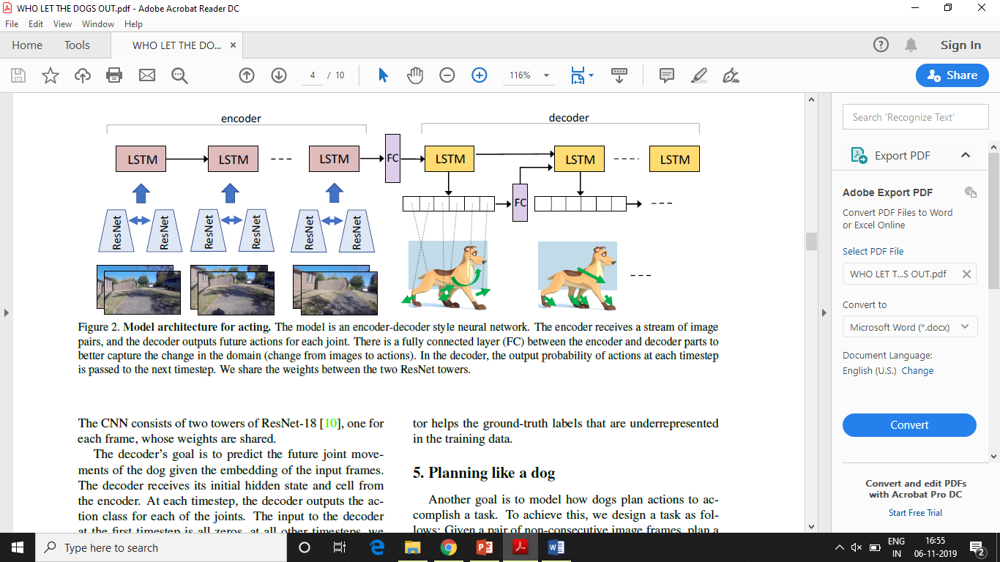 WHO LET THE DOGS OUT.pdf - Adobe Acrobat Reader DC
File Edit View Window Help
Home Tools WHO LET THE DO... × Sign In
4 / 10 116% Share
encoder decoder
LSTM LSTM LSTM FC LSTM LSTM LSTM
FC
ResNet ResNet ResNet ResNet ResNet ResNet
Figure 2. Model architecture for acting. The model is an encoder-decoder style neural network. The encoder receives a stream of image
pairs, and the decoder outputs future actions for each joint. There is a fully connected layer (FC) between the encoder and decoder parts to
better capture the change in the domain (change from images to actions). In the decoder, the output probability of actions at each timestep
is passed to the next timestep. We share the weights between the two ResNet towers.
The CNN consists of two towers of ResNet-18 [10], one for
each frame, whose weights are shared.
The decoder's goal is to predict the future joint move-
ments of the dog given the embedding of the input frames.
The decoder receives its initial hidden state and cell from
the encoder. At each timestep, the decoder outputs the ac-
tion class for each of the joints. The input to the decoder
at the first timestep is all zeros, at all other timesteps, we
tor helps the ground-truth labels that are underrepresented
in the training data.
5. Planning like a dog
Another goal is to model how dogs plan actions to ac-
complish a task. To achieve this, we design a task as fol-
lows: Given a pair of non-consecutive image frames, plan a
Search 'Recognize Text'
Export PDF
Adobe Export PDF
Convert PDF Files to Word
or Excel Online
Select PDF File
WHO LET T...S OUT.pdf
Convert to
Microsoft Word (*.docx)
Document Language:
English (U.S.) Change
Convert
Convert and edit PDFs
with Acrobat Pro DC
Start Free Trial
Type here to search
ENG
IN
16:55
06-11-2019
2